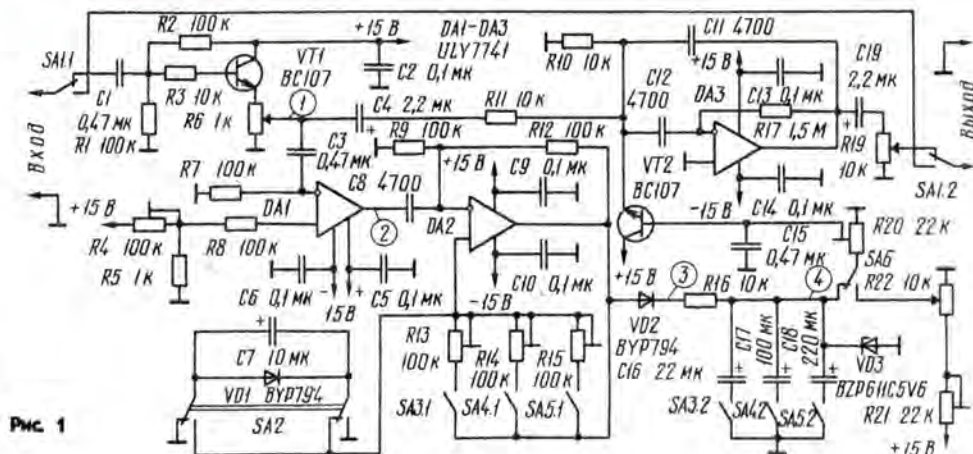 R2 100 к
+15 В
DA1-DA3
ULY7741
C11 4700
SA1.1
VT1
BC107
C2 0,1 мк
R10 10 к
+15 В
C19
2,2 мк
C1
R3 10 к
R6 1 к
1
C4 2,2 мк
R11 10 к
C12
4700
DA3
C13 0,1 мк
R17 1,5 М
Вход
0,47 мк
R1 100 к
C3
0,47 мк
R9 100 к
R12 100 к
+15 В
C9
0,1 мк
VT2
BC107
R19
10 к
SA1.2
Выход
R7
100 к
C8 4700
DA1
DA2
-15 В
C14 0,1 мк
C15
0,47 мк
R20 22 к
+15 В
R4
100 к
R5 1 к
R8 100 к
2
SA6
R22 10 к
C6
0,1 мк
-
+
15 В
C5 0,1 мк
-15 В
C10 0,1 мк
+15 В
3
R16 10 к
4
C7 10 мк
VD1 BYP794
SA2
R13
100 к
R14
100 к
R15
100 к
VD2
BYP794
C16 22 мк
C17
100 мк
C18
220 мк
VD3
BZP611C5V6
R21 22 к
SA3.1
SA4.1
SA5.1
SA3.2
SA4.2
SA5.2
+15 В
Рис. 1